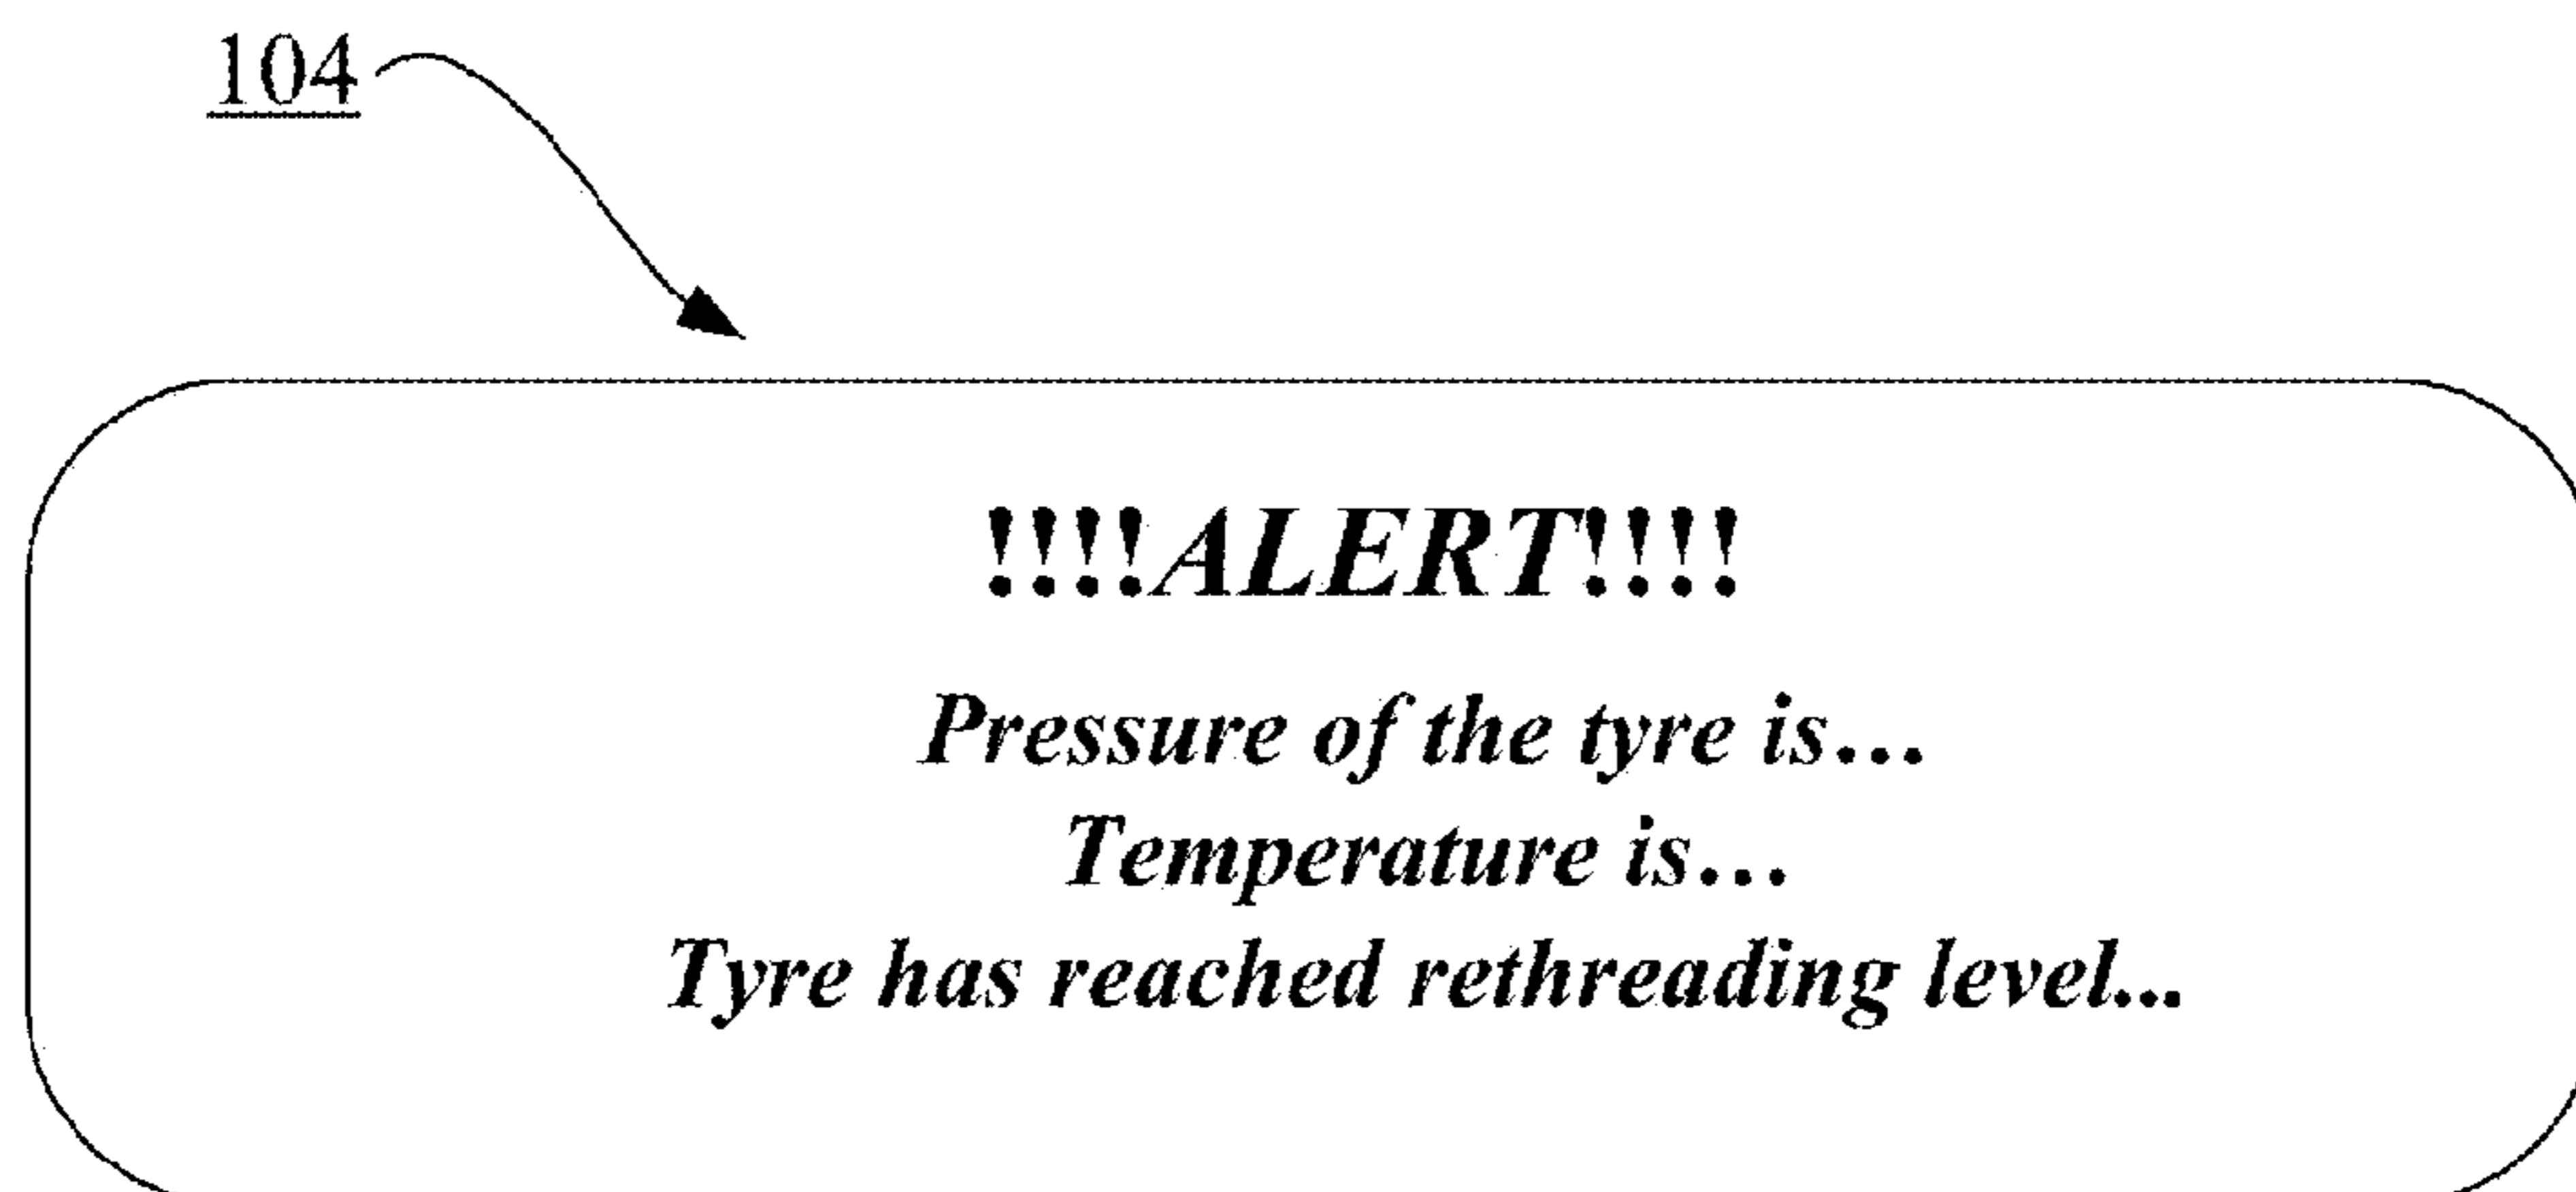 104
!!!!ALERT!!!!
Pressure of the tyre is...
Temperature is...
Tyre has reached rethreading level...